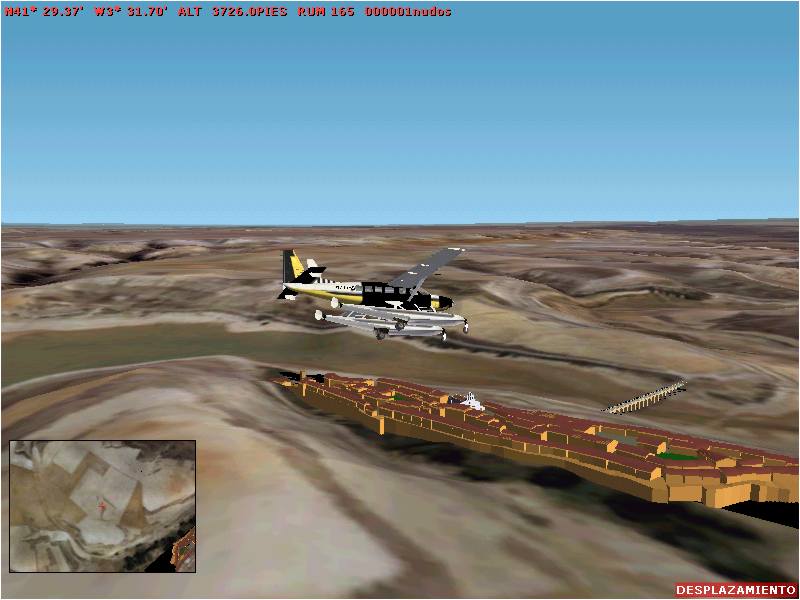 N41* 29.37' W3* 31.70' ALT 3726.0PIES RUM 165 000001nudos
DESPLAZAMIENTO